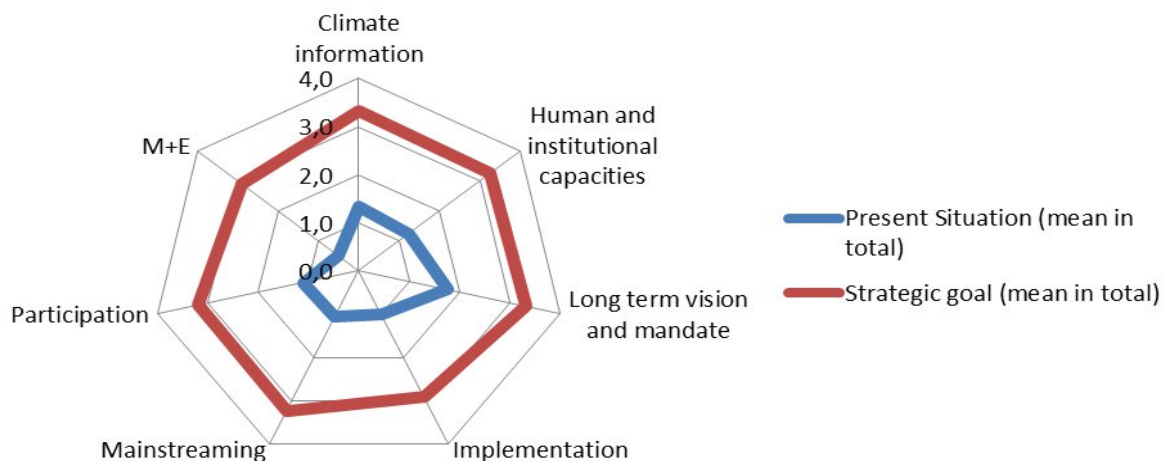 Climate
information
4,0
3,0
2,0
1,0
0,0
Human and
institutional
capacities
Long term vision
and mandate
Implementation
Mainstreaming
Participation
M+E
Present Situation (mean in
total)
Strategic goal (mean in total)